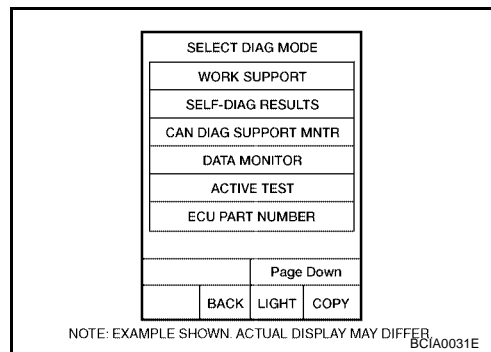 SELECT DIAG MODE
WORK SUPPORT
SELF-DIAG RESULTS
CAN DIAG SUPPORT MNTR
DATA MONITOR
ACTIVE TEST
ECU PART NUMBER
Page Down
BACK LIGHT COPY
NOTE: EXAMPLE SHOWN. ACTUAL DISPLAY MAY DIFFER.
BCIA0031E